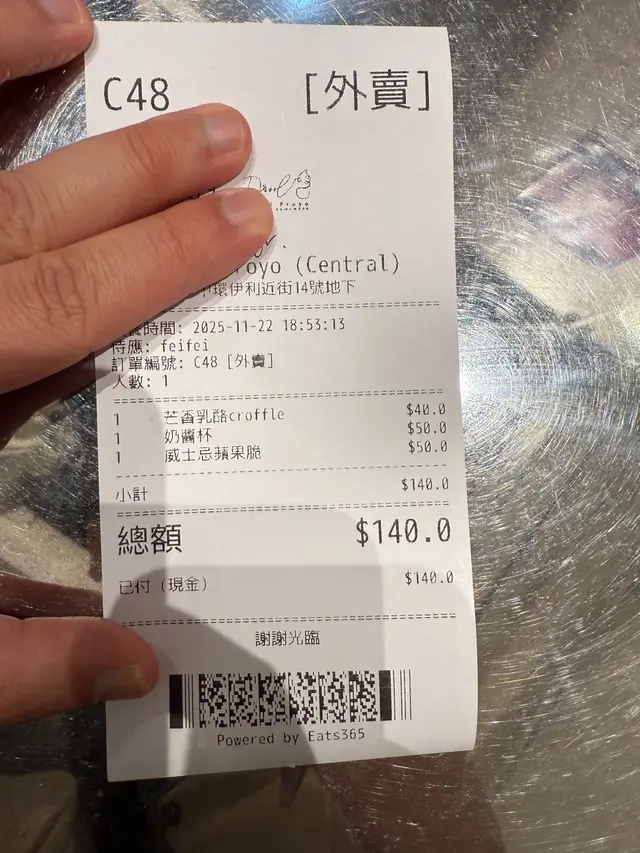 C48 [外賣]
Drool
Froyo
royo (Central)
環伊利近街14號地下
時間: 2025-11-22 18:53:13
侍應: feifei
訂單編號: C48 [外賣]
人數: 1
1 芒香乳酪croffle $40.0
1 奶醬杯 $50.0
1 威士忌蘋果脆 $50.0
小計 $140.0
總額 $140.0
已付 (現金) $140.0
謝謝光臨
Powered by Eats365